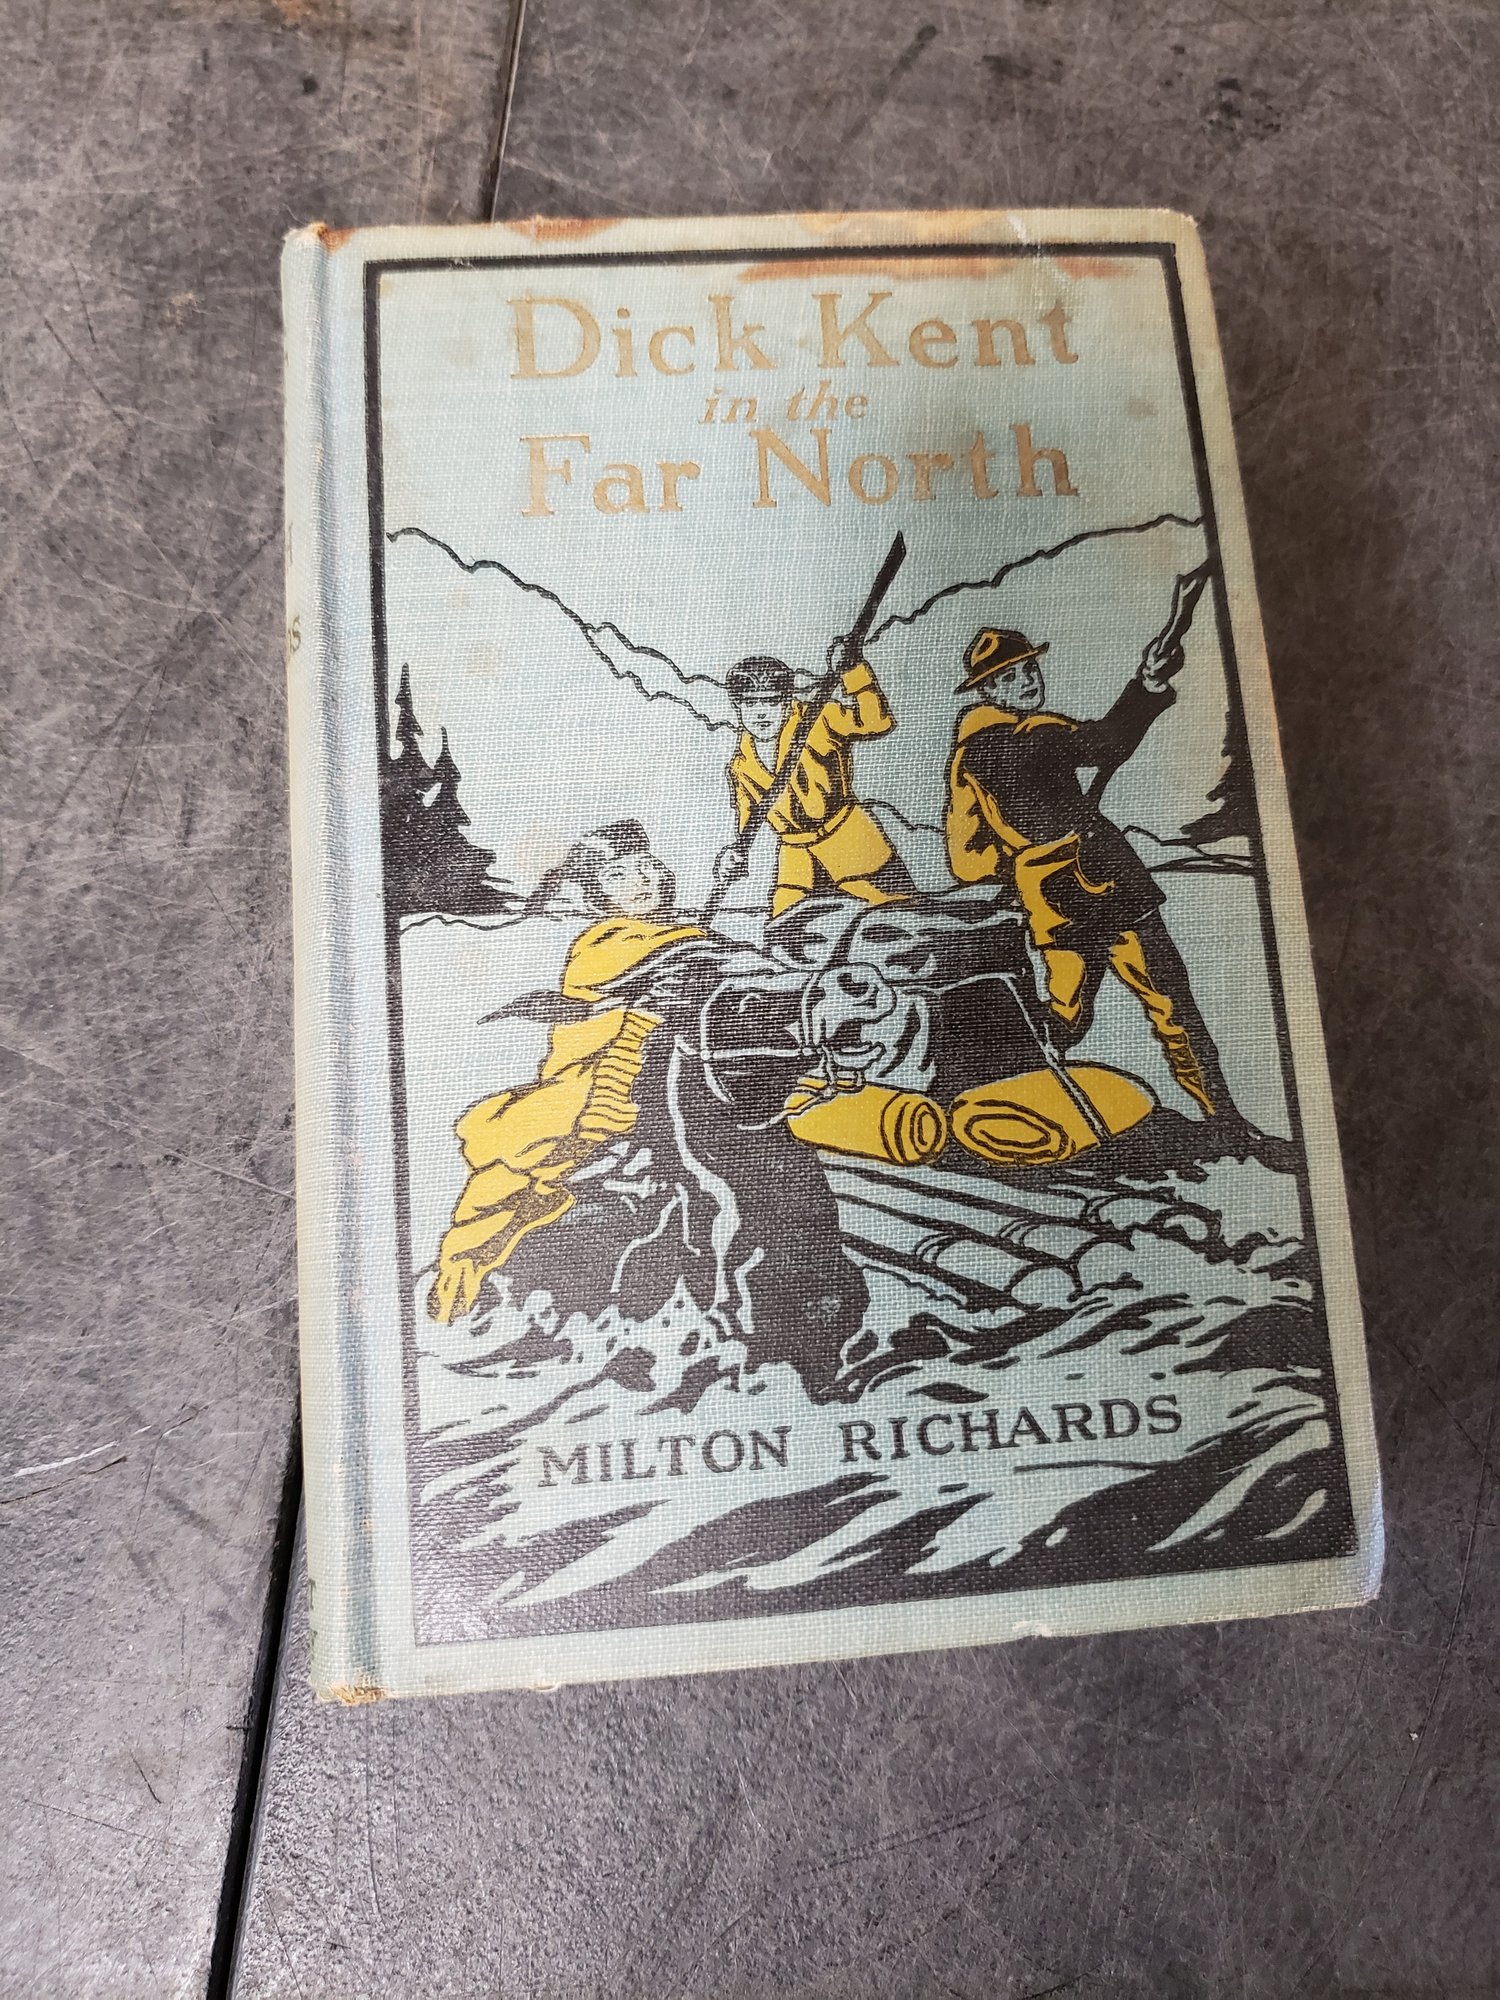 Dick Kent
in the
Far North
MILTON RICHARDS